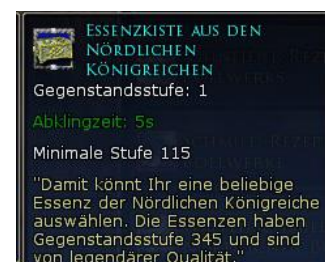 Essenzkiste aus den
Nördlichen
Königreichen
Gegenstandsstufe: 1
Abklingzeit: 5s
Minimale Stufe 115
"Damit könnt Ihr eine beliebige
Essenz der Nördlichen Königreiche
auswählen. Die Essenzen haben
Gegenstandsstufe 345 und sind
von legendärer Qualität."